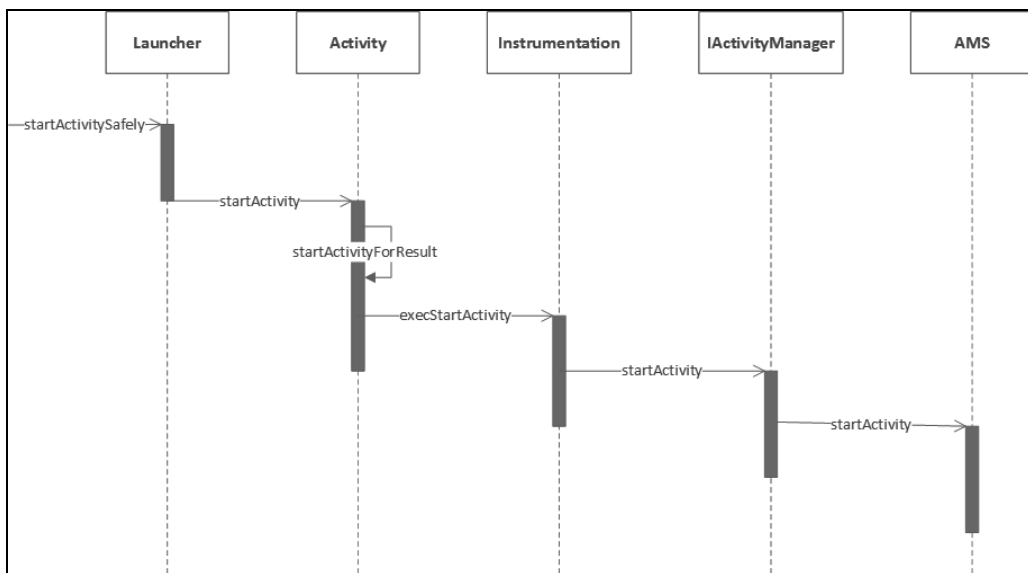 Launcher
Activity
Instrumentation
IActivityManager
AMS
startActivitySafely
startActivity
startActivityForResult
execStartActivity
startActivity
startActivity